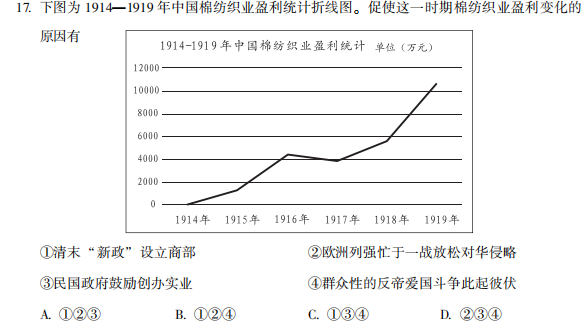 17. 下图为 1914—1919 年中国棉纺织业盈利统计折线图。促使这一时期棉纺织业盈利变化的
原因有
1914-1919 年中国棉纺织业盈利统计 单位（万元）
12000
10000
8000
6000
4000
2000
0
1914年 1915年 1916年 1917年 1918年 1919年
①清末“新政”设立商部 ②欧洲列强忙于一战放松对华侵略
③民国政府鼓励创办实业 ④群众性的反帝爱国斗争此起彼伏
A. ①②③ B. ①②④ C. ①③④ D. ②③④